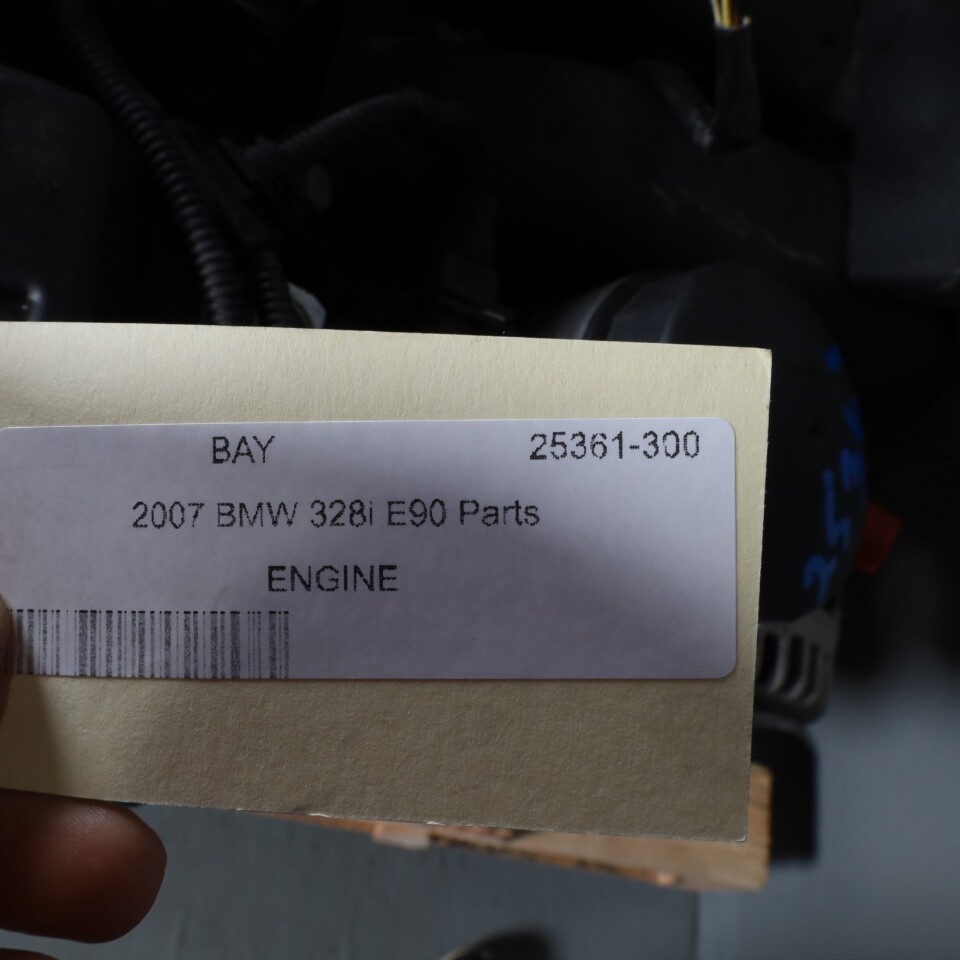 BAY 25361-300
2007 BMW 328i E90 Parts
ENGINE